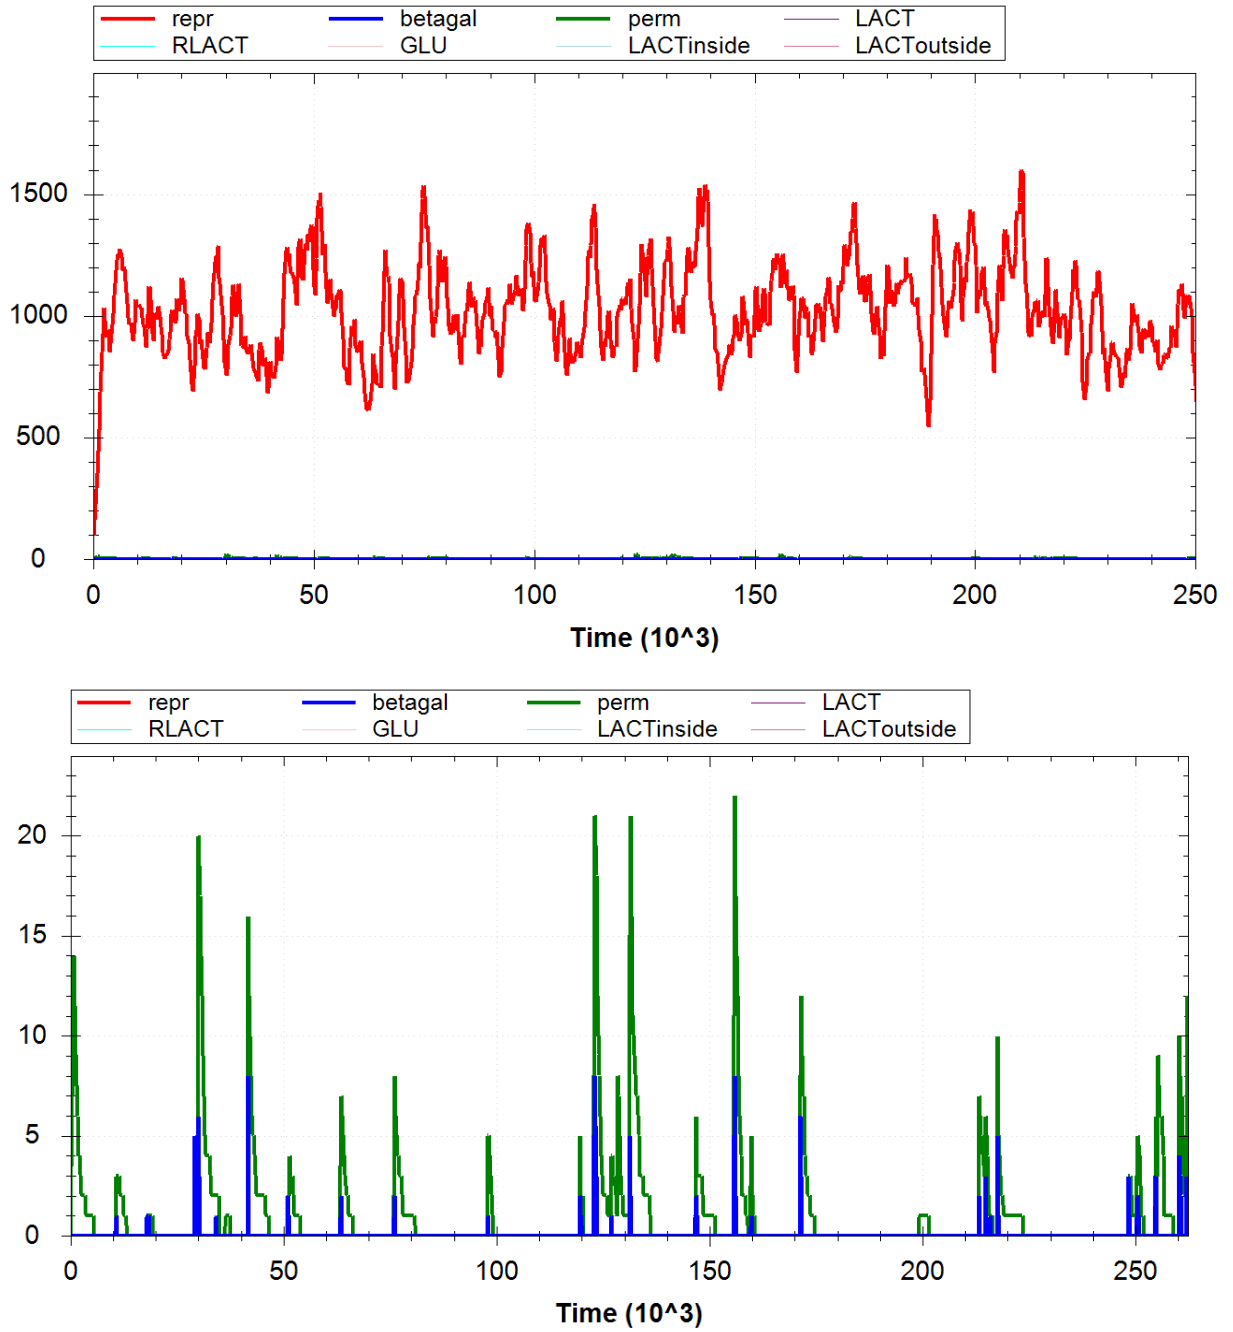 repr betagal perm LACT
RLACT GLU LACTinside LACToutside
1500
1000
500
0
0 50 100 150 200 250
Time (10^3)
repr betagal perm LACT
RLACT GLU LACTinside LACToutside
20
15
10
5
0
0 50 100 150 200 250
Time (10^3)